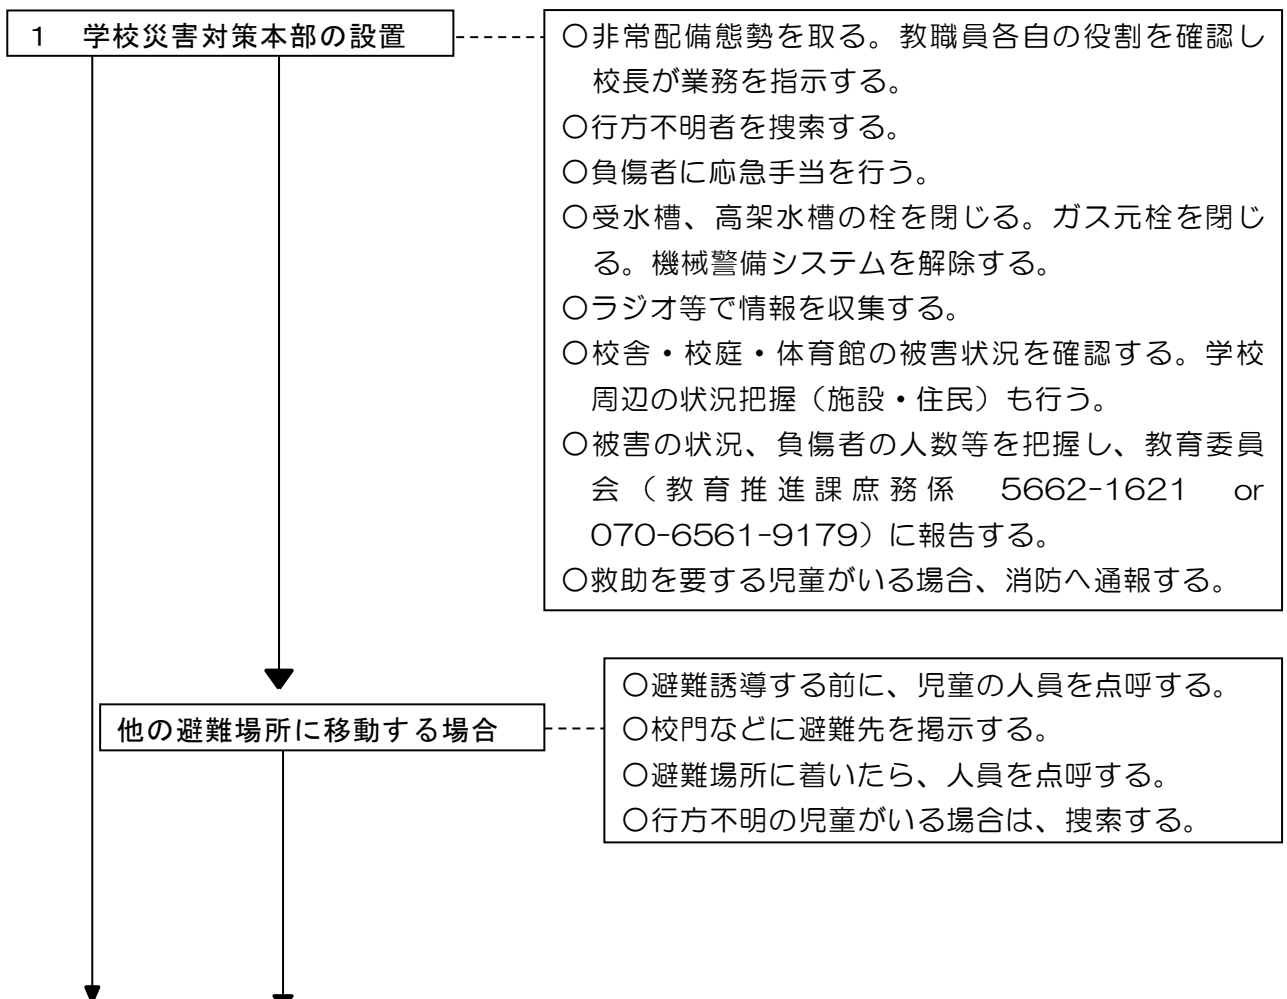 １　学校災害対策本部の設置
○非常配備態勢を取る。教職員各自の役割を確認し
校長が業務を指示する。
○行方不明者を捜索する。
○負傷者に応急手当を行う。
○受水槽、高架水槽の栓を閉じる。ガス元栓を閉じ
る。機械警備システムを解除する。
○ラジオ等で情報を収集する。
○校舎・校庭・体育館の被害状況を確認する。学校
周辺の状況把握（施設・住民）も行う。
○被害の状況、負傷者の人数等を把握し、教育委員
会（教育推進課庶務係　5662-1621　or
070-6561-9179）に報告する。
○救助を要する児童がいる場合、消防へ通報する。
他の避難場所に移動する場合
○避難誘導する前に、児童の人員を点呼する。
○校門などに避難先を掲示する。
○避難場所に着いたら、人員を点呼する。
○行方不明の児童がいる場合は、捜索する。